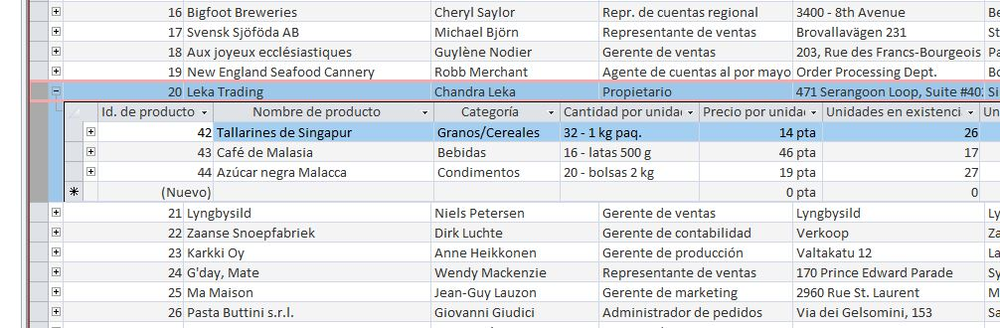 16 Bigfoot Breweries Cheryl Saylor Repr. de cuentas regional 3400 - 8th Avenue Be
17 Svensk Sjöföda AB Michael Björn Representante de ventas Brovallavägen 231 St
18 Aux joyeux ecclésiastiques Guylène Nodier Gerente de ventas 203, Rue des Francs-Bourgeois Pa
19 New England Seafood Cannery Robb Merchant Agente de cuentas al por mayo Order Processing Dept. Bo
20 Leka Trading Chandra Leka Propietario 471 Serangoon Loop, Suite #402 Si
Id. de producto Nombre de producto Categoría Cantidad por unida Precio por unida Unidades en existenci Un
42 Tallarines de Singapur Granos/Cereales 32 - 1 kg paq. 14 pta 26
43 Café de Malasia Bebidas 16 - latas 500 g 46 pta 17
44 Azúcar negra Malacca Condimentos 20 - bolsas 2 kg 19 pta 27
(Nuevo) 0 pta 0
21 Lyngbysild Niels Petersen Gerente de ventas Lyngbysild Ly
22 Zaanse Snoepfabriek Dirk Luchte Gerente de contabilidad Verkoop Za
23 Karkki Oy Anne Heikkonen Gerente de producción Valtakatu 12 La
24 G'day, Mate Wendy Mackenzie Representante de ventas 170 Prince Edward Parade Sy
25 Ma Maison Jean-Guy Lauzon Gerente de marketing 2960 Rue St. Laurent M
26 Pasta Buttini s.r.l. Giovanni Giudici Administrador de pedidos Via dei Gelsomini, 153 Sa